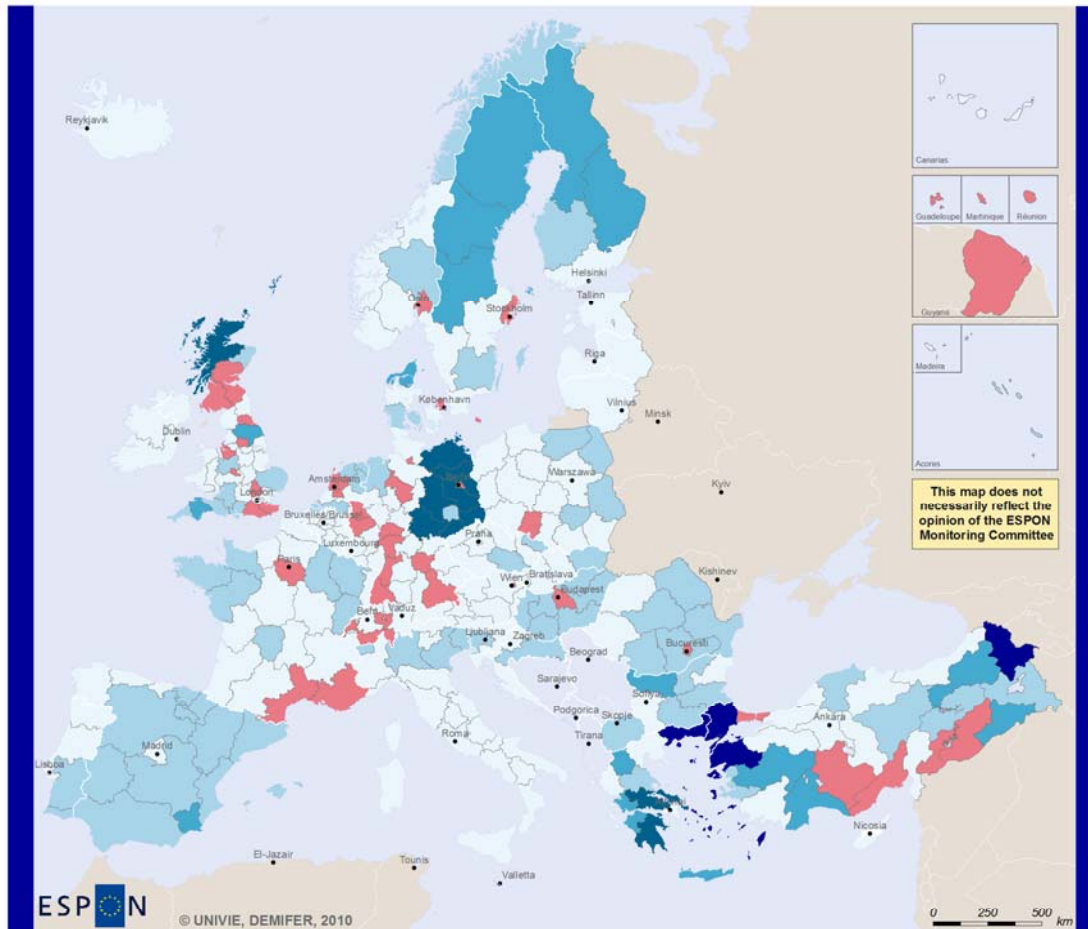 Reykjavik
Canarias
Guadeloupe
Martinique
Réunion
Guyane
Madeira
Acores
This map does not
necessarily reflect the
opinion of the ESPON
Monitoring Committee
Helsinki
Oslo
Tallinn
Stockholm
Riga
København
Vilnius
Minsk
Dublin
Amsterdam
Warszawa
London
Kyiv
Bruxelles/Brussel
Praha
Luxembourg
Paris
Kishinev
Wien
Bratislava
Budapest
Bern
Vaduz
Ljubljana
Zagreb
Bucuresti
Beograd
Sarajevo
Sofiya
Podgorica
Skopje
Ankara
Roma
Tirana
Madrid
Lisboa
Nicosia
El-Jazair
Tounis
Valletta
ESPON
© UNIVIE, DEMIFER, 2010
0 250 500
km